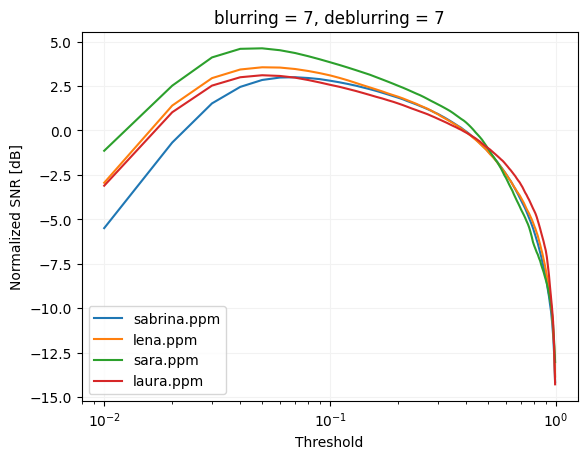 blurring = 7, deblurring = 7
Normalized SNR [dB]
5.0
2.5
0.0
−2.5
−5.0
−7.5
−10.0
−12.5
−15.0
sabrina.ppm
lena.ppm
sara.ppm
laura.ppm
10⁻² 10⁻¹ 10⁰
Threshold